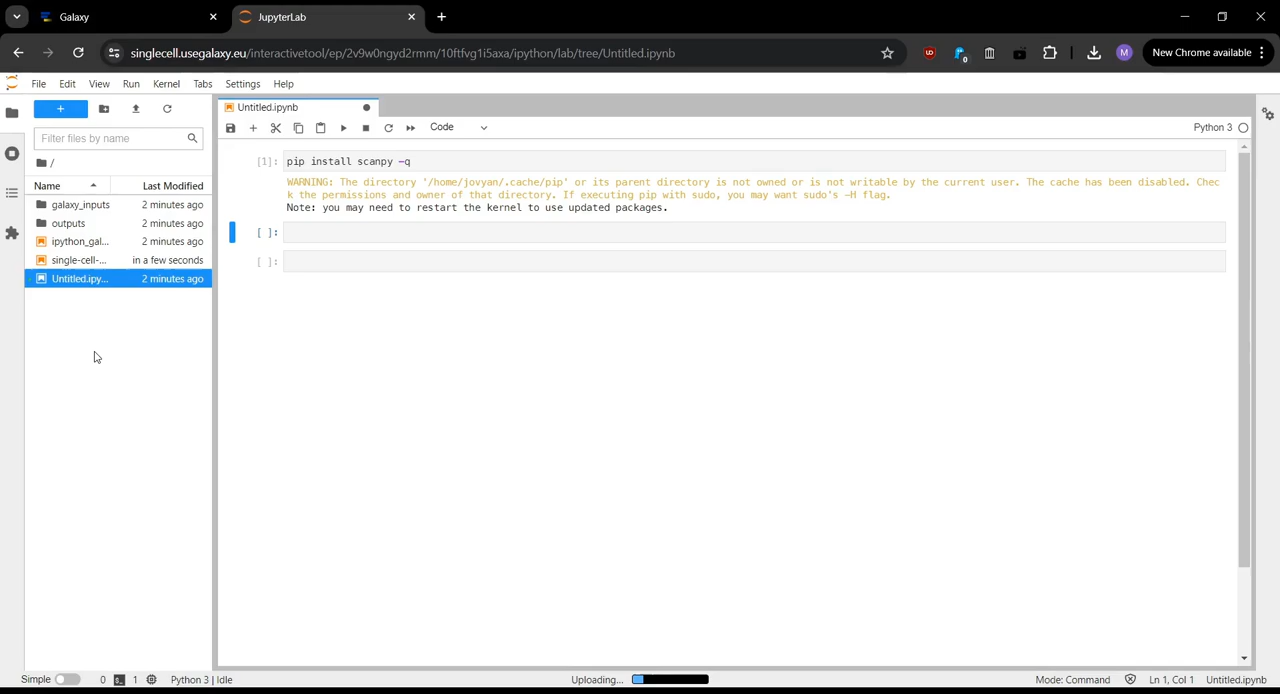 Galaxy
JupyterLab
singlecell.usegalaxy.eu/interactivetool/ep/2v9w0ngyd2rmm/10ftfvg1i5axa/ipython/lab/tree/Untitled.ipynb
0
M
New Chrome available
File Edit View Run Kernel Tabs Settings Help
Untitled.ipynb
Filter files by name
Code
Python 3
/
Name Last Modified
galaxy_inputs 2 minutes ago
outputs 2 minutes ago
ipython_gal... 2 minutes ago
single-cell-... in a few seconds
Untitled.ipy... 2 minutes ago
[1]: pip install scanpy -q
WARNING: The directory '/home/jovyan/.cache/pip' or its parent directory is not owned or is not writable by the current user. The cache has been disabled. Chec
k the permissions and owner of that directory. If executing pip with sudo, you may want sudo's -H flag.
Note: you may need to restart the kernel to use updated packages.
[ ]:
[ ]:
Simple 0 1 Python 3 | Idle Uploading... Mode: Command Ln 1, Col 1 Untitled.ipynb